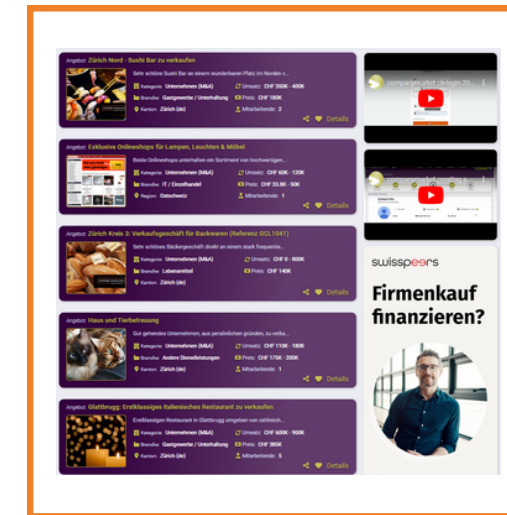 Angebot: Zürich Nord - Sushi Bar zu verkaufen
Sehr schöne Sushi Bar an einem wunderbaren Platz im Norden v...
Kategorie: Unternehmen (M&A)
Umsatz: CHF 350K - 400K
Branche: Gastgewerbe / Unterhaltung
Preis: CHF 180K
Kanton: Zürich (de)
Mitarbeitende: 2
Details
Angebot: Exklusive Onlineshops für Lampen, Leuchten & Möbel
Beide Onlineshops unterhalten ein Sortiment von hochwertigen...
Kategorie: Unternehmen (M&A)
Umsatz: CHF 60K - 120K
Branche: IT / Einzelhandel
Preis: CHF 33.8K - 50K
Region: Ostschweiz
Details
Angebot: Zürich Kreis 3: Verkaufsgeschäft für Backwaren (Referenz GCL1041)
Sehr schönes Bäckergeschäft direkt an einem stark frequentie...
Kategorie: Unternehmen (M&A)
Umsatz: CHF 0 - 800K
Branche: Lebensmittel
Preis: CHF 140K
Kanton: Zürich (de)
Details
Angebot: Haus und Tierbetreuung
Gut gehendes Unternehmen, aus persönlichen gründen, zu verka...
Kategorie: Unternehmen (M&A)
Umsatz: CHF 110K - 180K
Branche: Andere Dienstleistungen
Preis: CHF 176K - 200K
Kanton: Zürich (de)
Mitarbeitende: 1
Details
Angebot: Glattbrugg: Erstklassiges italienisches Restaurant zu verkaufen
Erstklassiges Restaurant in Glattbrugg umgeben von zahlreich...
Kategorie: Unternehmen (M&A)
Umsatz: CHF 600K - 900K
Branche: Gastgewerbe / Unterhaltung
Preis: CHF 385K
Kanton: Zürich (de)
Mitarbeitende: 5
Details
swisspeers
Firmenkauf
finanzieren?